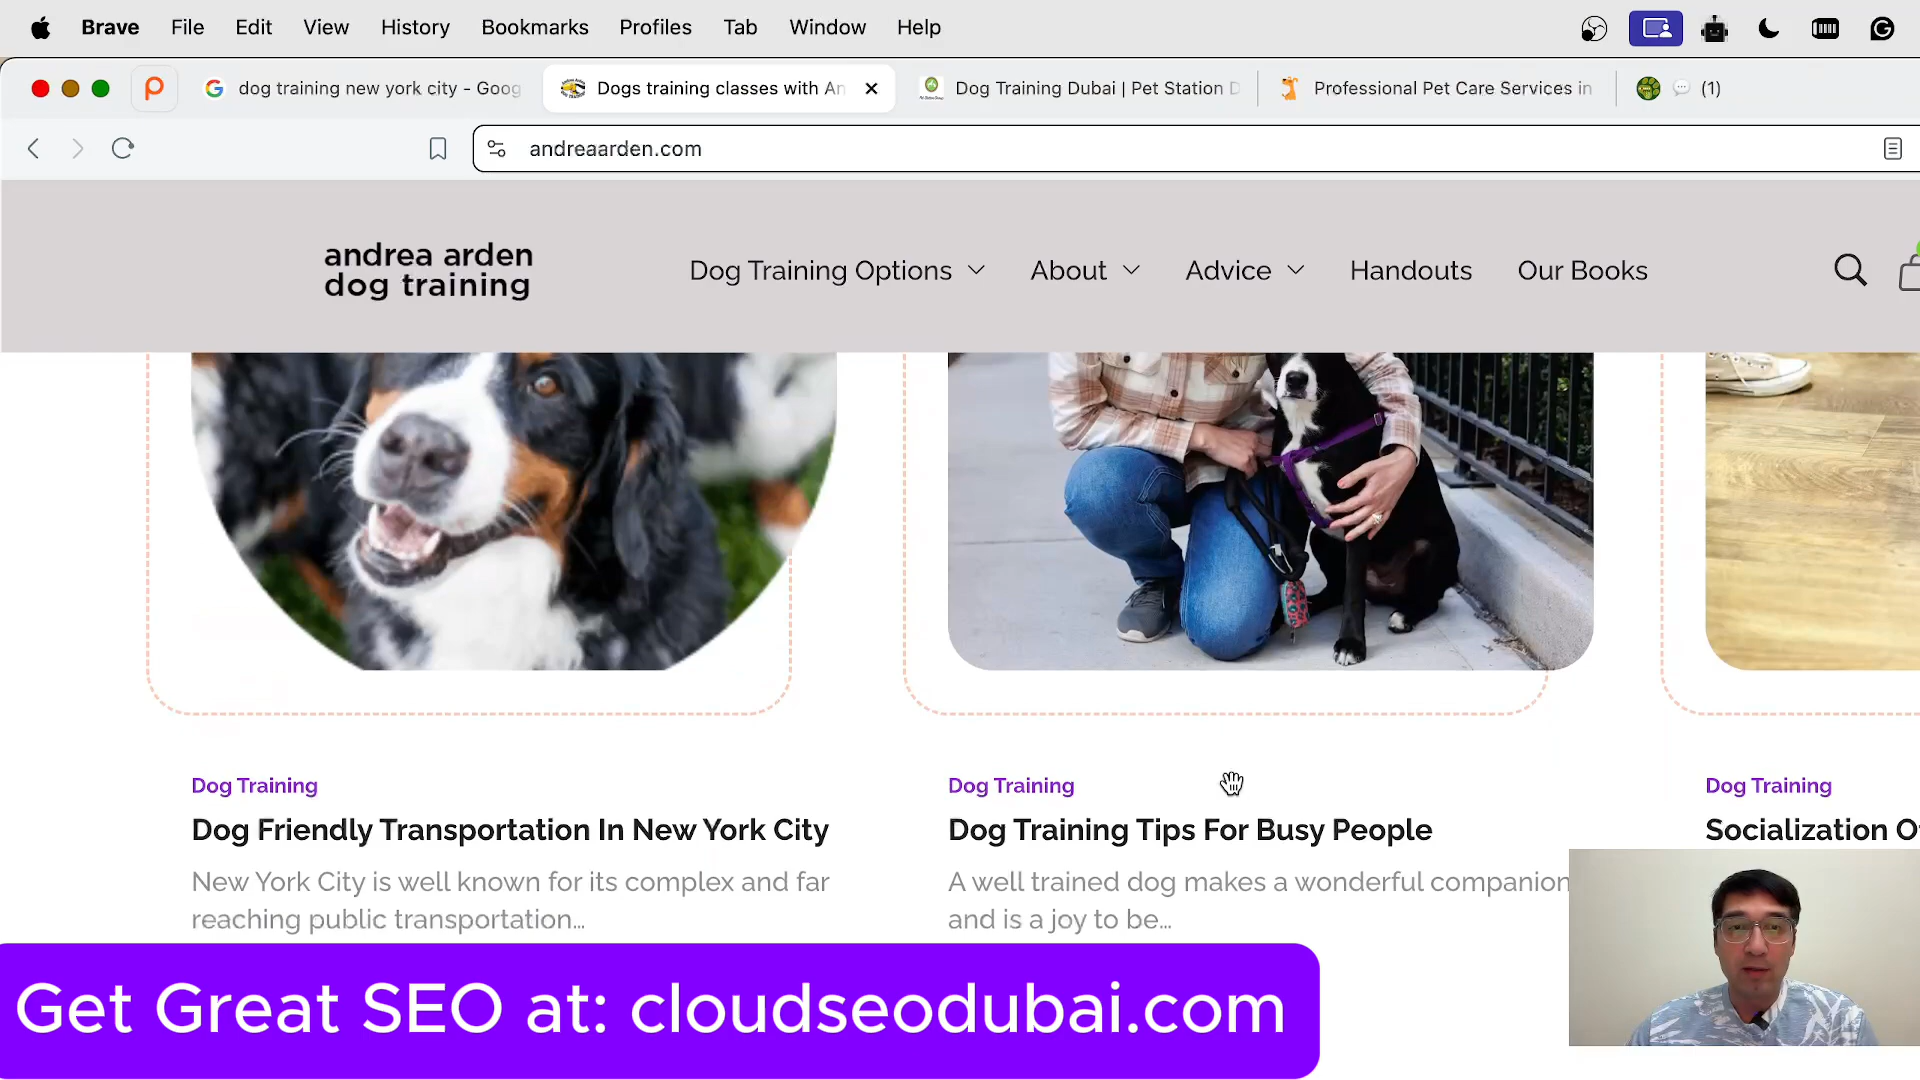 Brave File Edit View History Bookmarks Profiles Tab Window Help
dog training new york city - Goog
Dogs training classes with An
Dog Training Dubai | Pet Station D
Professional Pet Care Services in
(1)
andreaarden.com
andrea arden
dog training
Dog Training Options About Advice Handouts Our Books
Dog Training
Dog Friendly Transportation In New York City
New York City is well known for its complex and far
reaching public transportation...
Dog Training
Dog Training Tips For Busy People
A well trained dog makes a wonderful companion
and is a joy to be...
Dog Training
Socialization O
Get Great SEO at: cloudseodubai.com